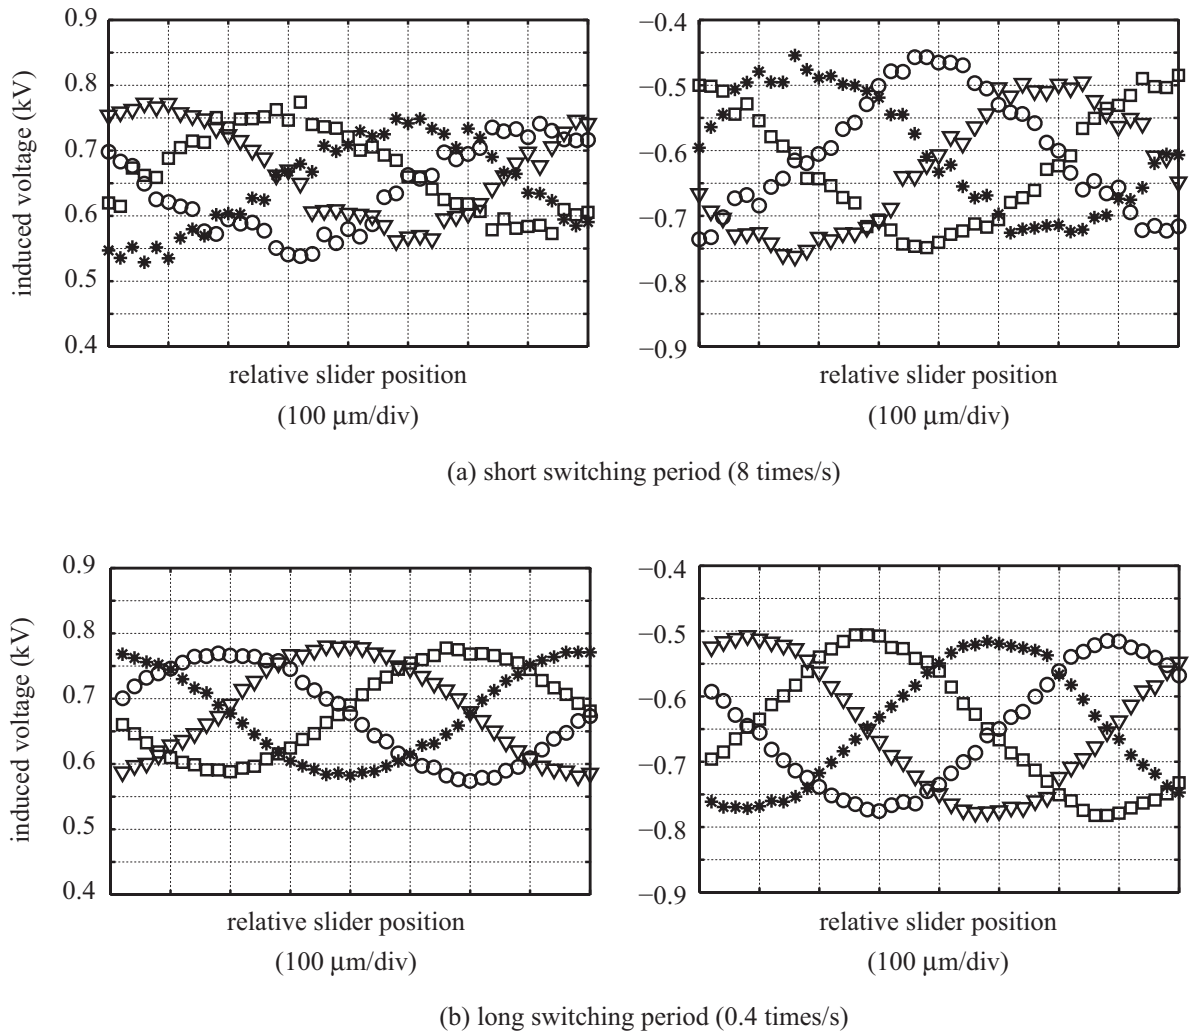 0.9
0.8
0.7
0.6
0.5
0.4
induced voltage (kV)
relative slider position
(100 μm/div)
−0.4
−0.5
−0.6
−0.7
−0.8
−0.9
relative slider position
(100 μm/div)
(a) short switching period (8 times/s)
0.9
0.8
0.7
0.6
0.5
0.4
induced voltage (kV)
relative slider position
(100 μm/div)
−0.4
−0.5
−0.6
−0.7
−0.8
−0.9
relative slider position
(100 μm/div)
(b) long switching period (0.4 times/s)